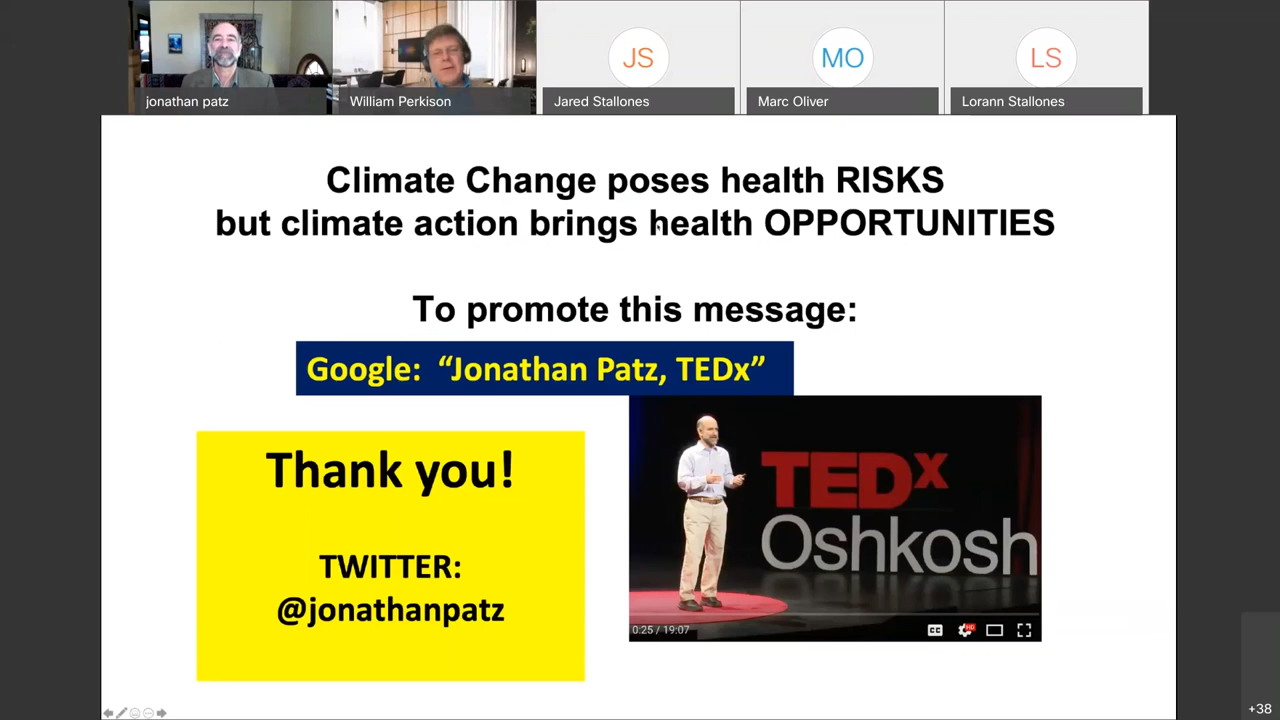 JS
MO
LS
jonathan patz
William Perkison
Jared Stallones
Marc Oliver
Lorann Stallones
Climate Change poses health RISKS
but climate action brings health OPPORTUNITIES
To promote this message:
Google: “Jonathan Patz, TEDx”
Thank you!
TWITTER:
@jonathanpatz
TEDx
Oshkosh
0:25 / 19:07
CC
HD
+38